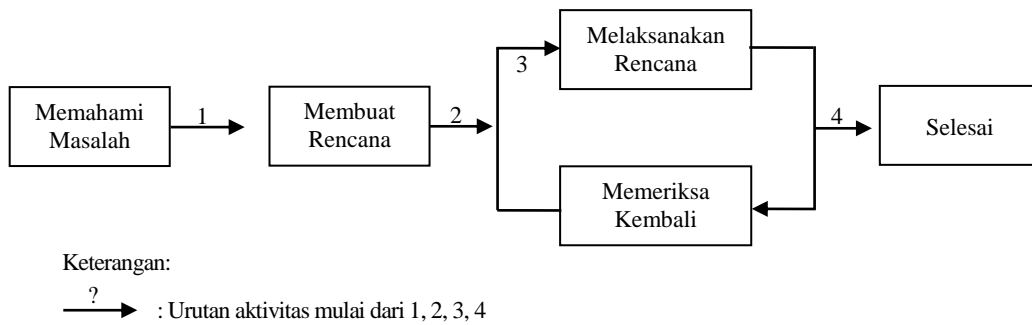 Memahami
Masalah
1
Membuat
Rencana
2
3
Melaksanakan
Rencana
Memeriksa
Kembali
4
Selesai
Keterangan:
?
: Urutan aktivitas mulai dari 1, 2, 3, 4